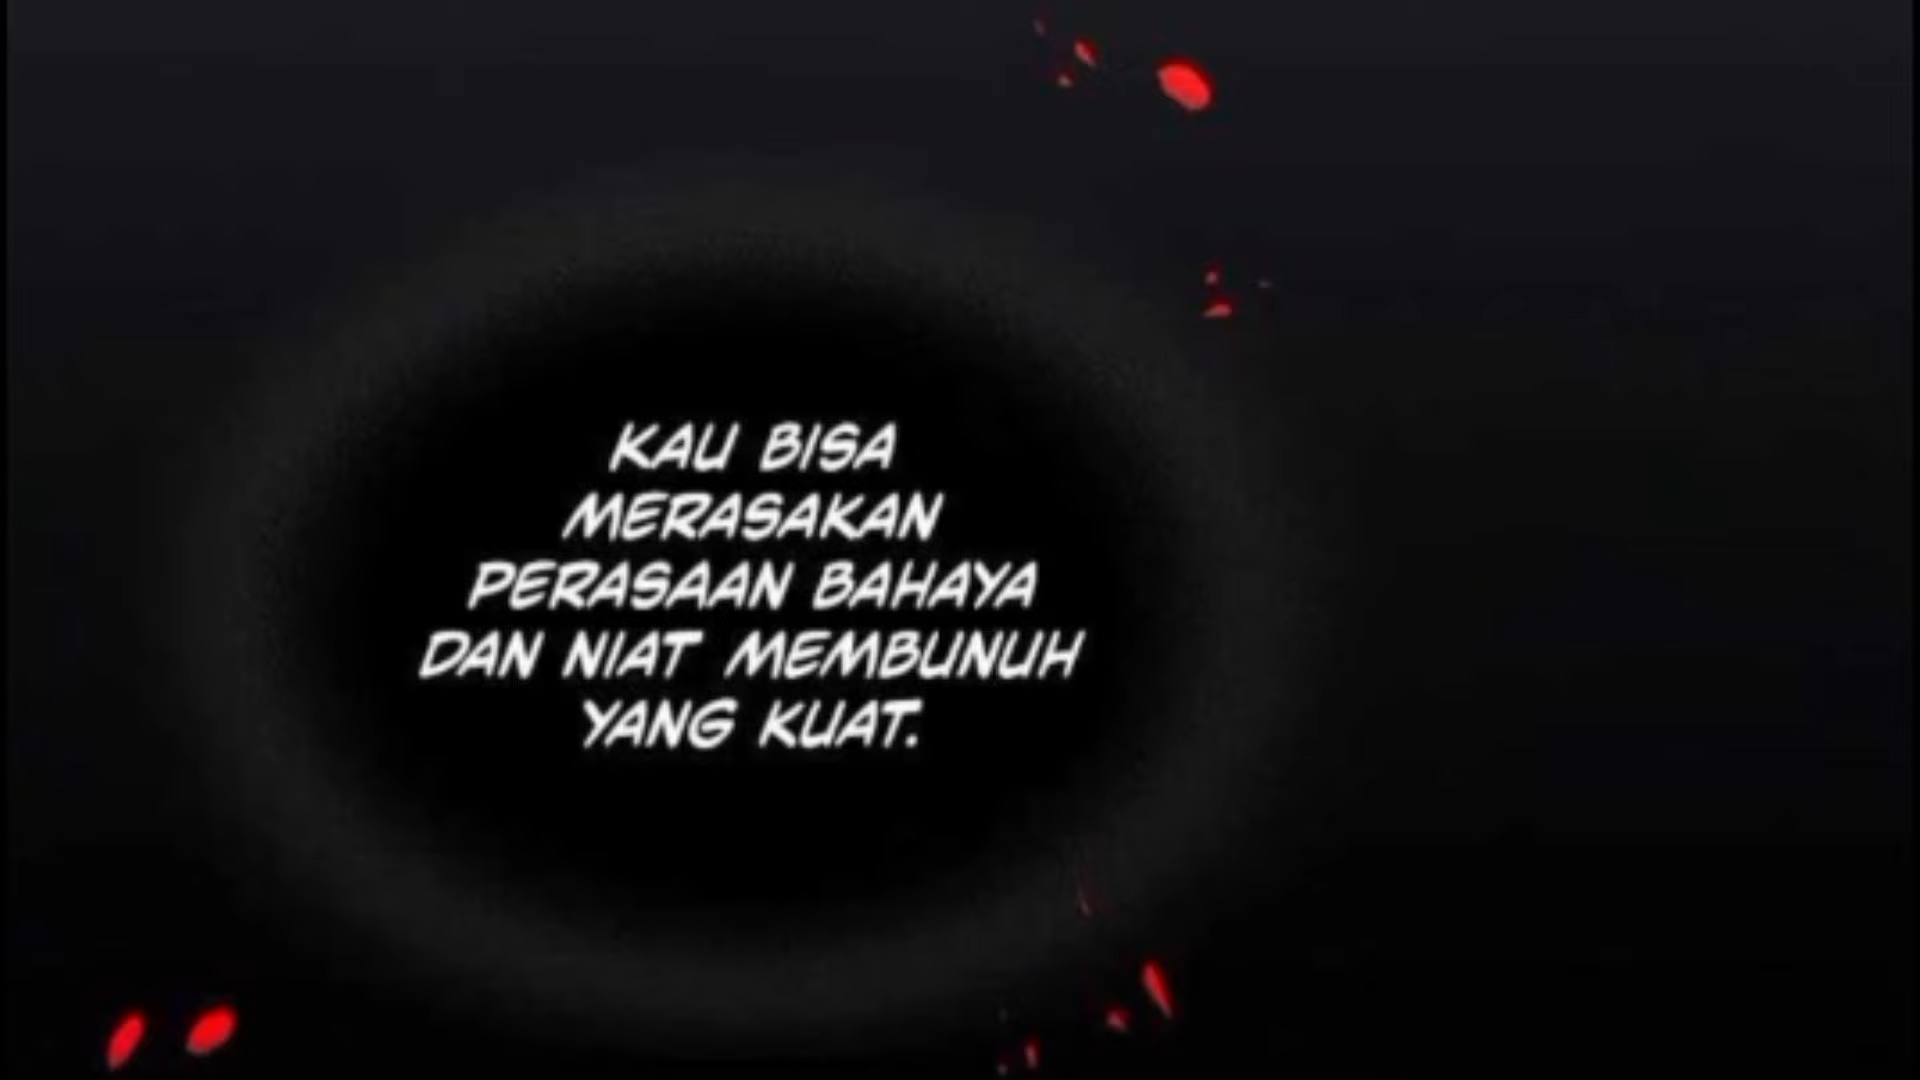 KAU BISA
MERASAKAN
PERASAAN BAHAYA
DAN NIAT MEMBUNUH
YANG KUAT.